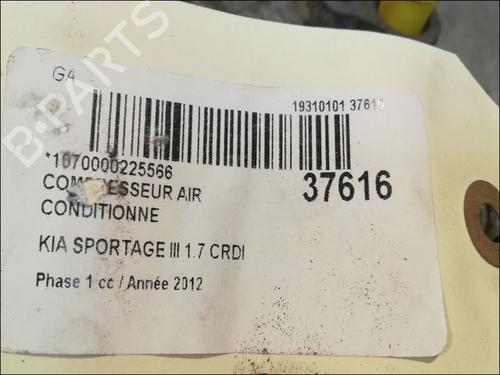 GA
19310101 37616
*1070000225566
37616
COMPRESSEUR AIR
CONDITIONNE
KIA SPORTAGE III 1.7 CRDI
Phase 1 cc / Année 2012
B-PARTS